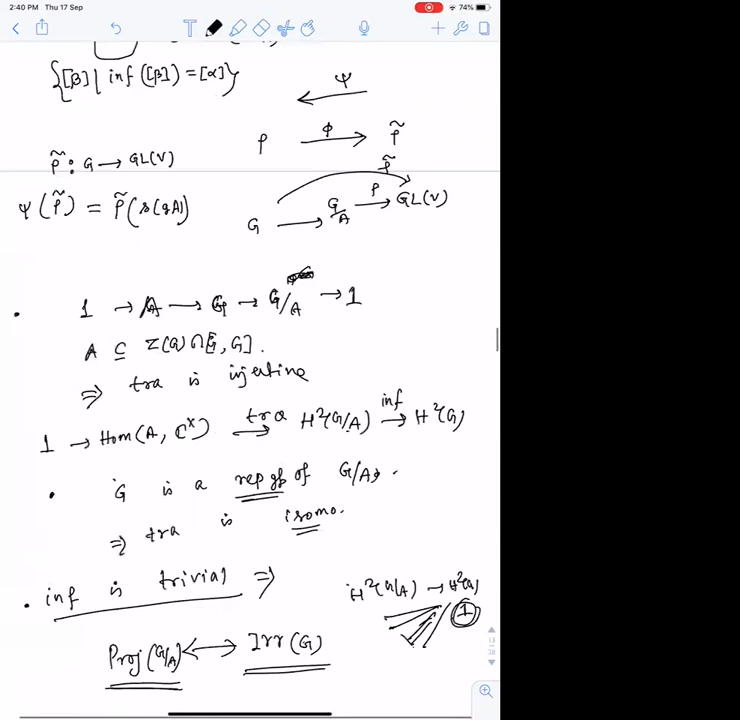 2:40 PM Thu 17 Sep
74%
{[β] | inf([β]) = [α]}
ψ
ρ ϕ→ ρ̃
ρ̃ : G → GL(V)
ρ̃
ψ(ρ̃) = ρ̃(s(gA)) G → G/A ρ→ GL(V)
• 1 → A → G → G/A → 1
A ⊆ Z(G) ∩ [G, G].
⇒ tra is injective
1 → Hom(A, ℂ^×) tra→ H²(G/A) inf→ H²(G)
• G is a rep gp of G/A.
⇒ tra is isomo.
• inf is trivial ⇒ H²(G/A) → H²(G)
1
Proj(G/A) ↔ Irr(G)